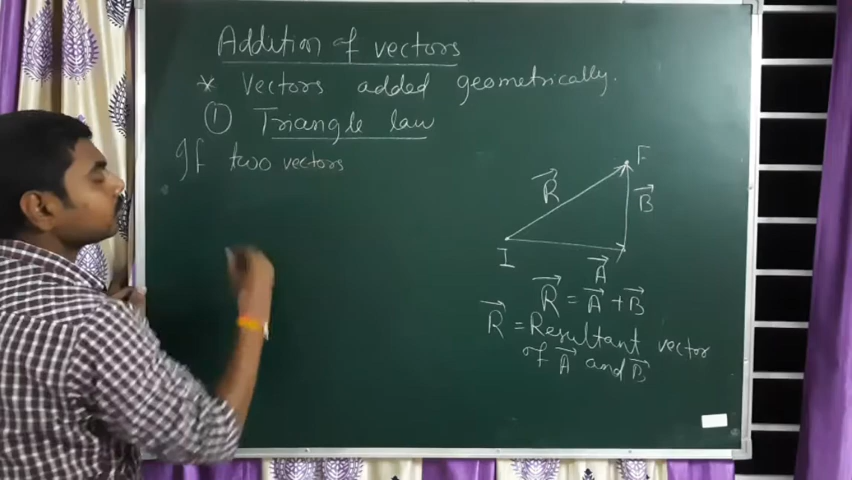 Addition of vectors
* Vectors added geometrically.
① Triangle law
If two vectors
F
R⃗
B⃗
I
A⃗
R⃗ = A⃗ + B⃗
R⃗ = Resultant vector
of A⃗ and B⃗